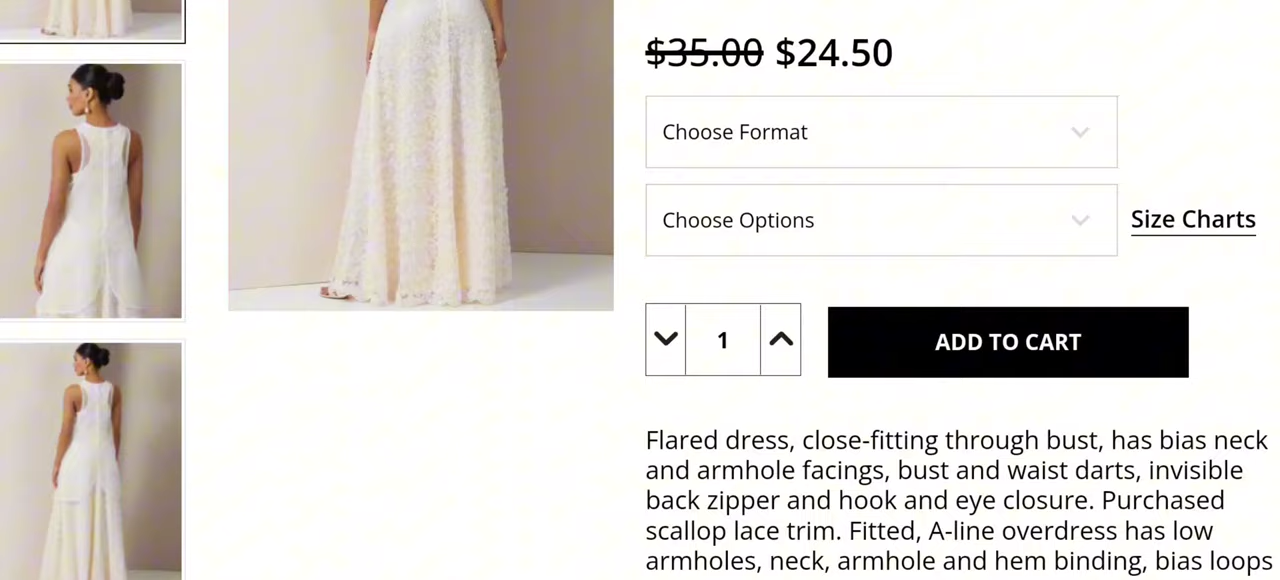 $35.00 $24.50
Choose Format
Choose Options
Size Charts
1
ADD TO CART
Flared dress, close-fitting through bust, has bias neck
and armhole facings, bust and waist darts, invisible
back zipper and hook and eye closure. Purchased
scallop lace trim. Fitted, A-line overdress has low
armholes, neck, armhole and hem binding, bias loops